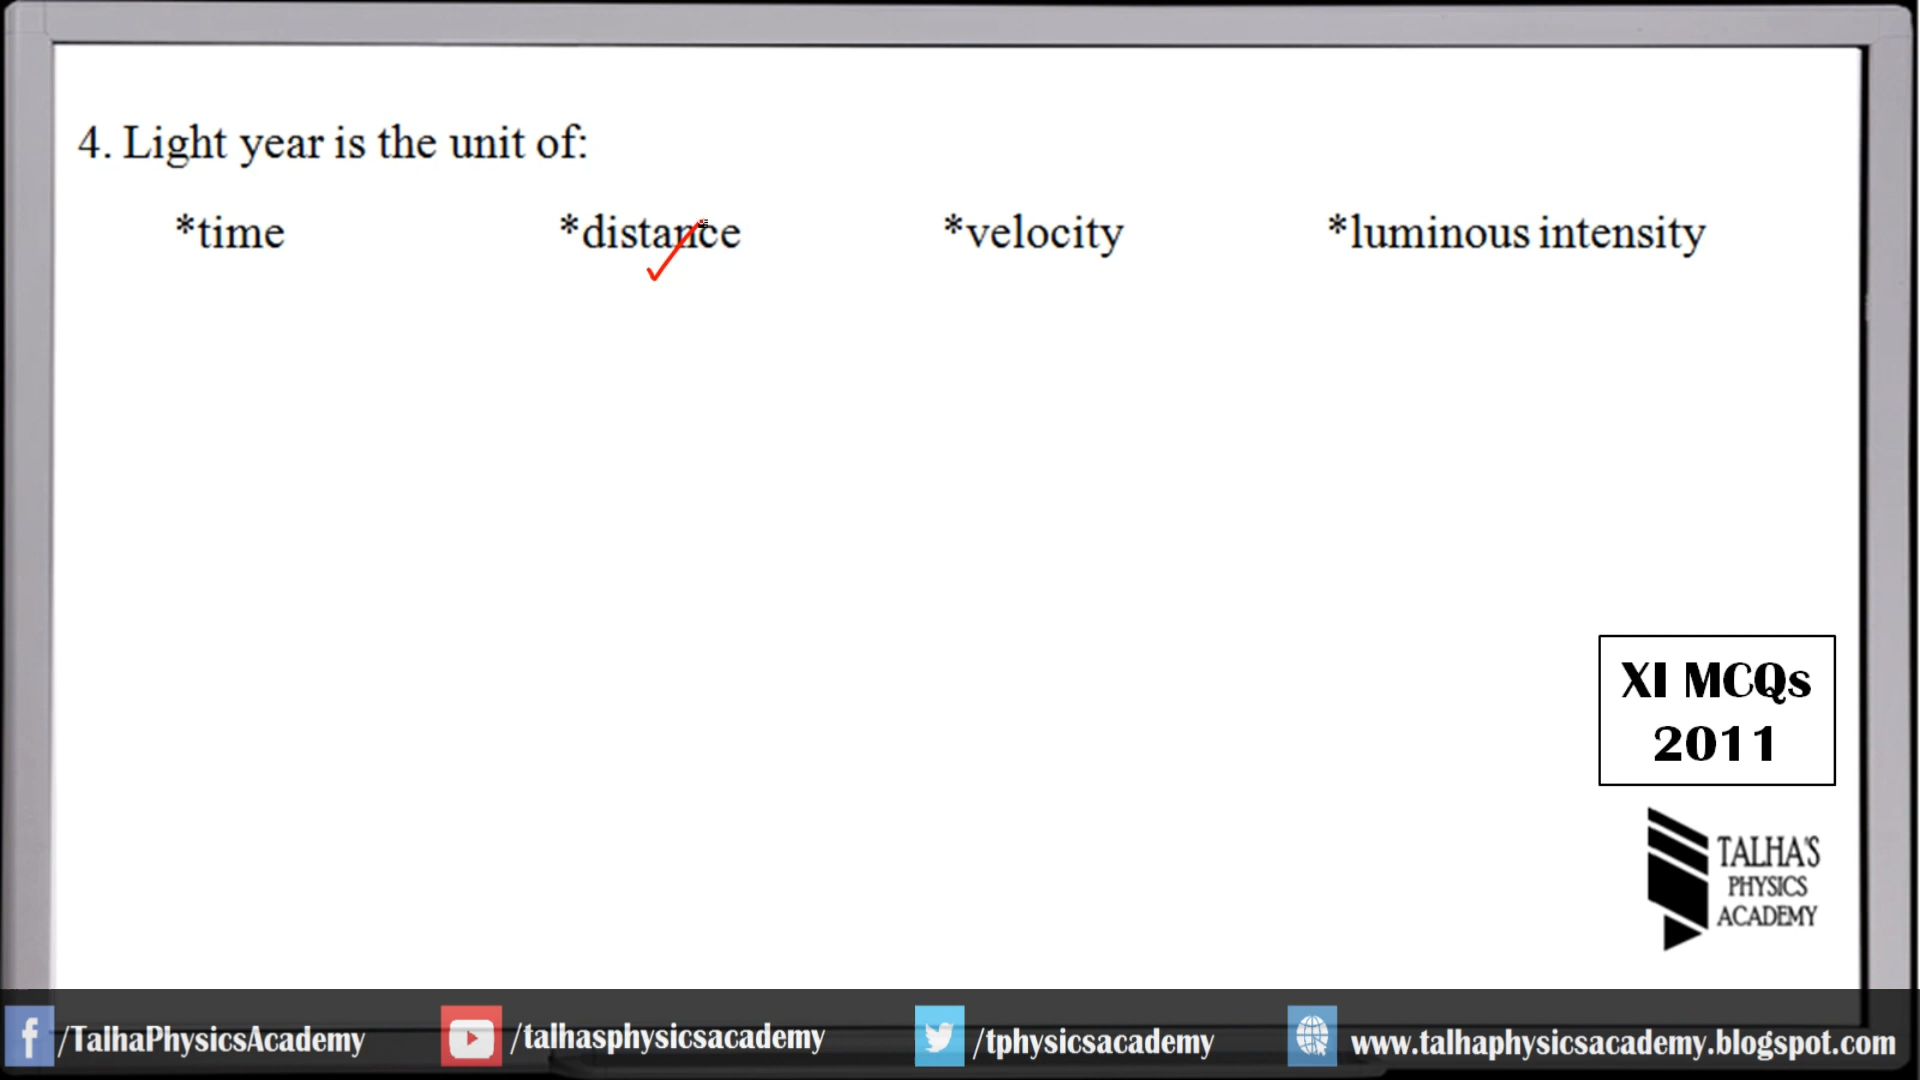 4. Light year is the unit of:
*time *distance *velocity *luminous intensity
XI MCQs
2011
TALHA'S
PHYSICS
ACADEMY
/TalhaPhysicsAcademy /talhasphysicsacademy /tphysicsacademy www.talhaphysicsacademy.blogspot.com